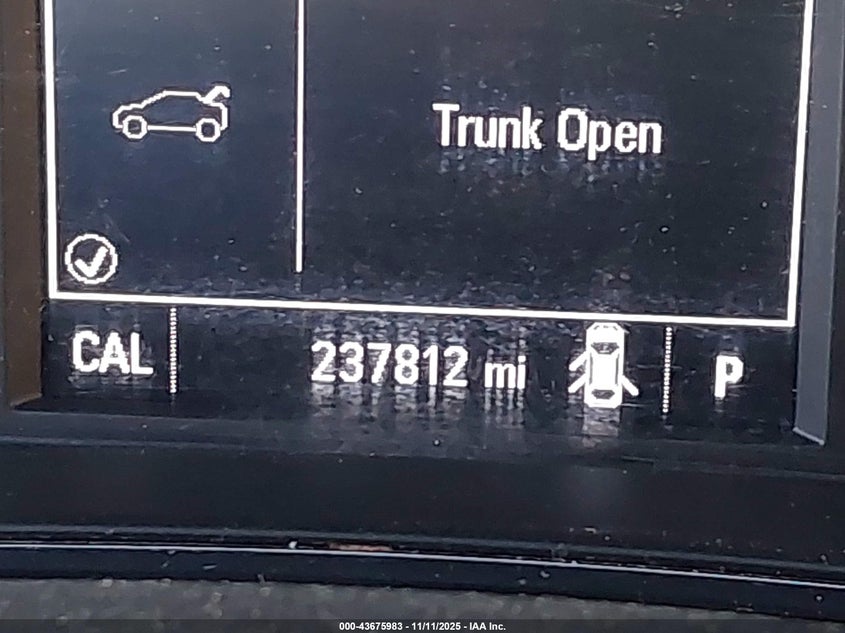 Trunk Open
CAL 237812 mi P
000-43675983 - 11/11/2025 - IAA Inc.